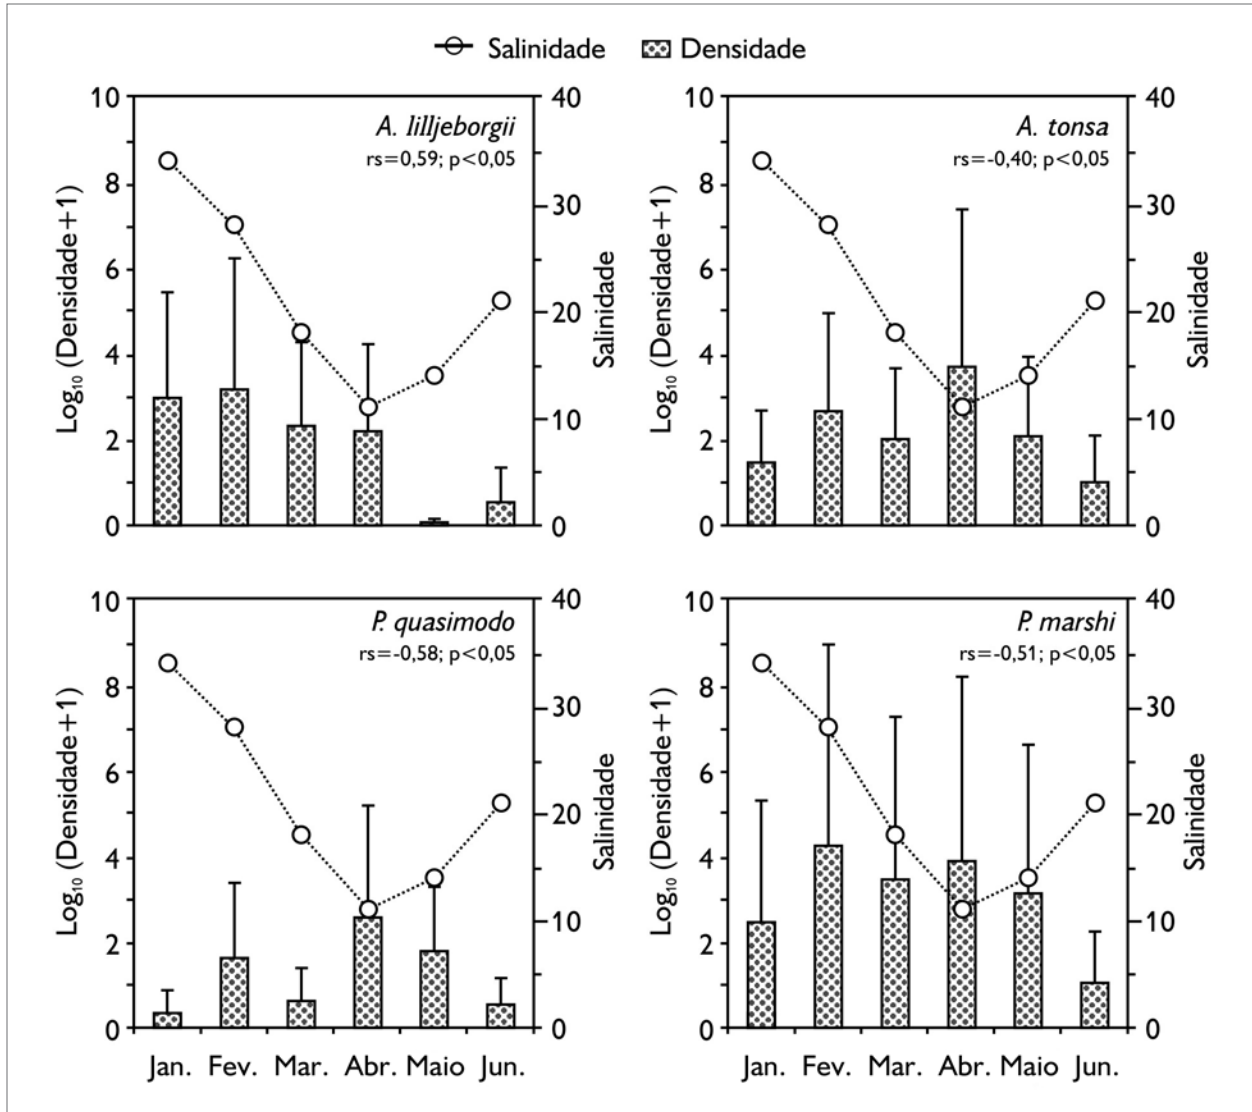 Salinidade Densidade
A. lilljeborgii
rs=0,59; p<0,05
Log₁₀ (Densidade+1)
10
8
6
4
2
0
40
30
20
10
0
Salinidade
A. tonsa
rs=-0,40; p<0,05
Log₁₀ (Densidade+1)
10
8
6
4
2
0
40
30
20
10
0
Salinidade
P. quasimodo
rs=-0,58; p<0,05
Log₁₀ (Densidade+1)
10
8
6
4
2
0
40
30
20
10
0
Salinidade
Jan. Fev. Mar. Abr. Maio Jun.
P. marshi
rs=-0,51; p<0,05
Log₁₀ (Densidade+1)
10
8
6
4
2
0
40
30
20
10
0
Salinidade
Jan. Fev. Mar. Abr. Maio Jun.